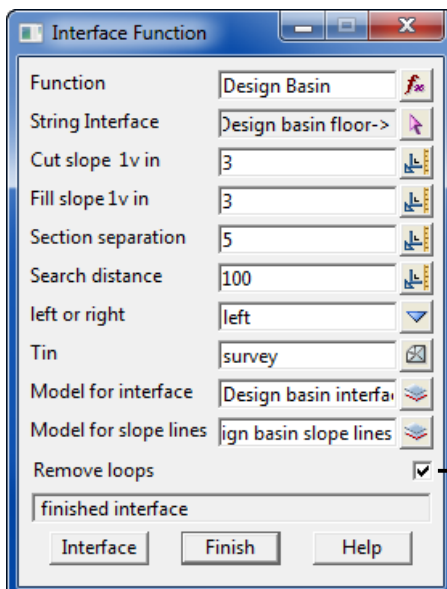 Interface Function
Function Design Basin
String Interface Design basin floor->
Cut slope 1v in 3
Fill slope 1v in 3
Section separation 5
Search distance 100
left or right left
Tin survey
Model for interface Design basin interfa
Model for slope lines ign basin slope lines
Remove loops
finished interface
Interface Finish Help